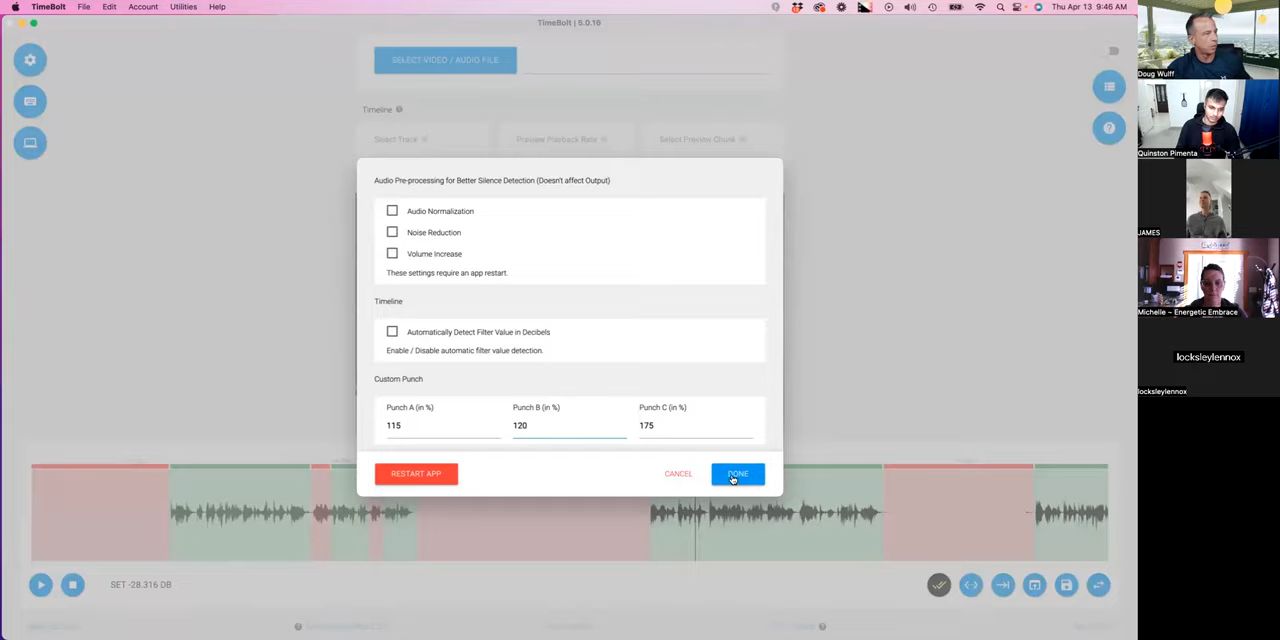 TimeBolt File Edit Account Utilities Help
Thu Apr 13 9:46 AM
TimeBolt | 5.0.16
SELECT VIDEO / AUDIO FILE
Timeline
Select Track
Preview Playback Rate
Select Preview Chunk
Audio Pre-processing for Better Silence Detection (Doesn't affect Output)
Audio Normalization
Noise Reduction
Volume Increase
These settings require an app restart.
Timeline
Automatically Detect Filter Value in Decibels
Enable / Disable automatic filter value detection.
Custom Punch
Punch A (in %) Punch B (in %) Punch C (in %)
115 120 175
RESTART APP CANCEL DONE
SET -28.316 DB
Doug Wulff
Quinston Pimenta
JAMES
Michelle ~ Energetic Embrace
locksleylennox
locksleylennox